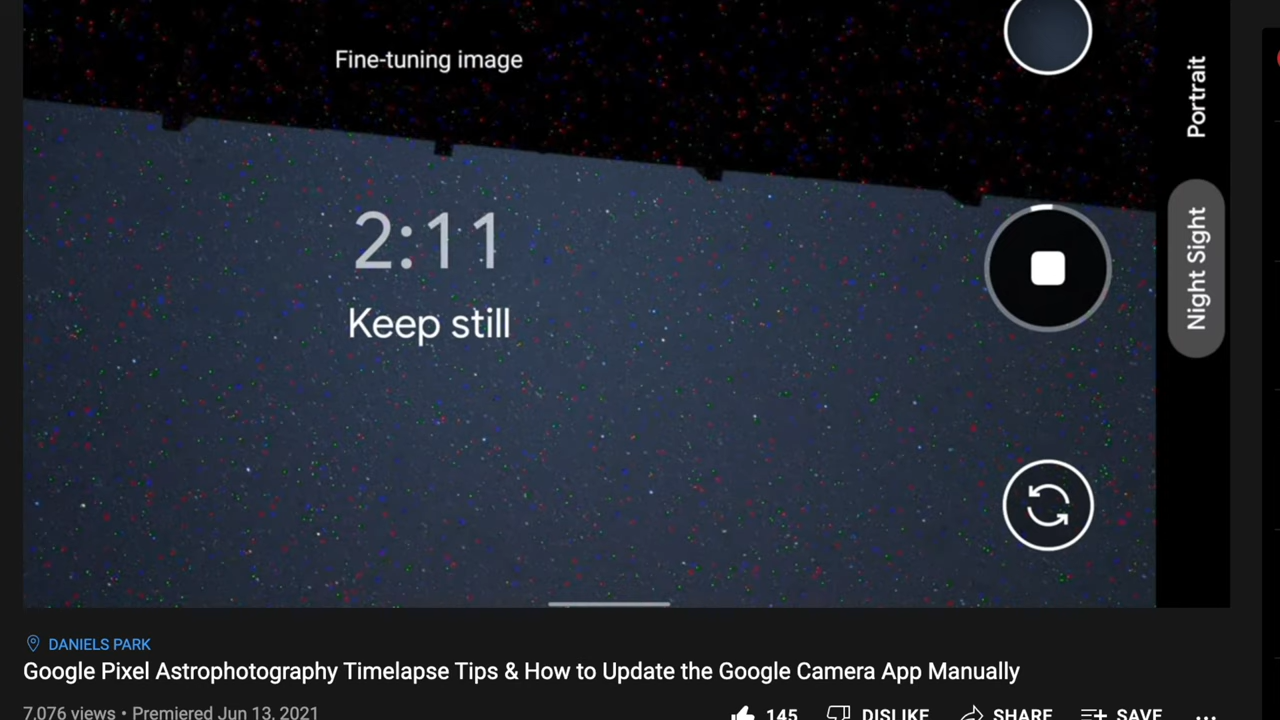 Fine-tuning image
Portrait
2:11
Keep still
Night Sight
DANIELS PARK
Google Pixel Astrophotography Timelapse Tips & How to Update the Google Camera App Manually
7,076 views • Premiered Jun 13, 2021
145 DISLIKE SHARE SAVE ...